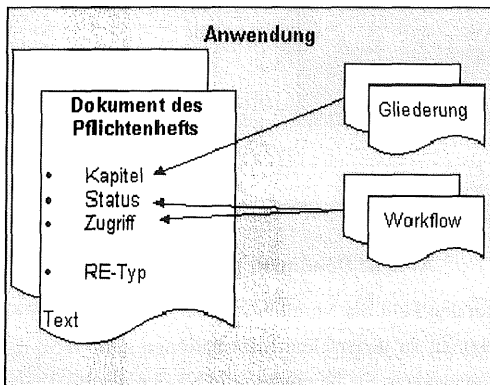 Anwendung
Dokument des
Pflichtenhefts
• Kapitel
• Status
• Zugriff
• RE-Typ
Text
Gliederung
Workflow